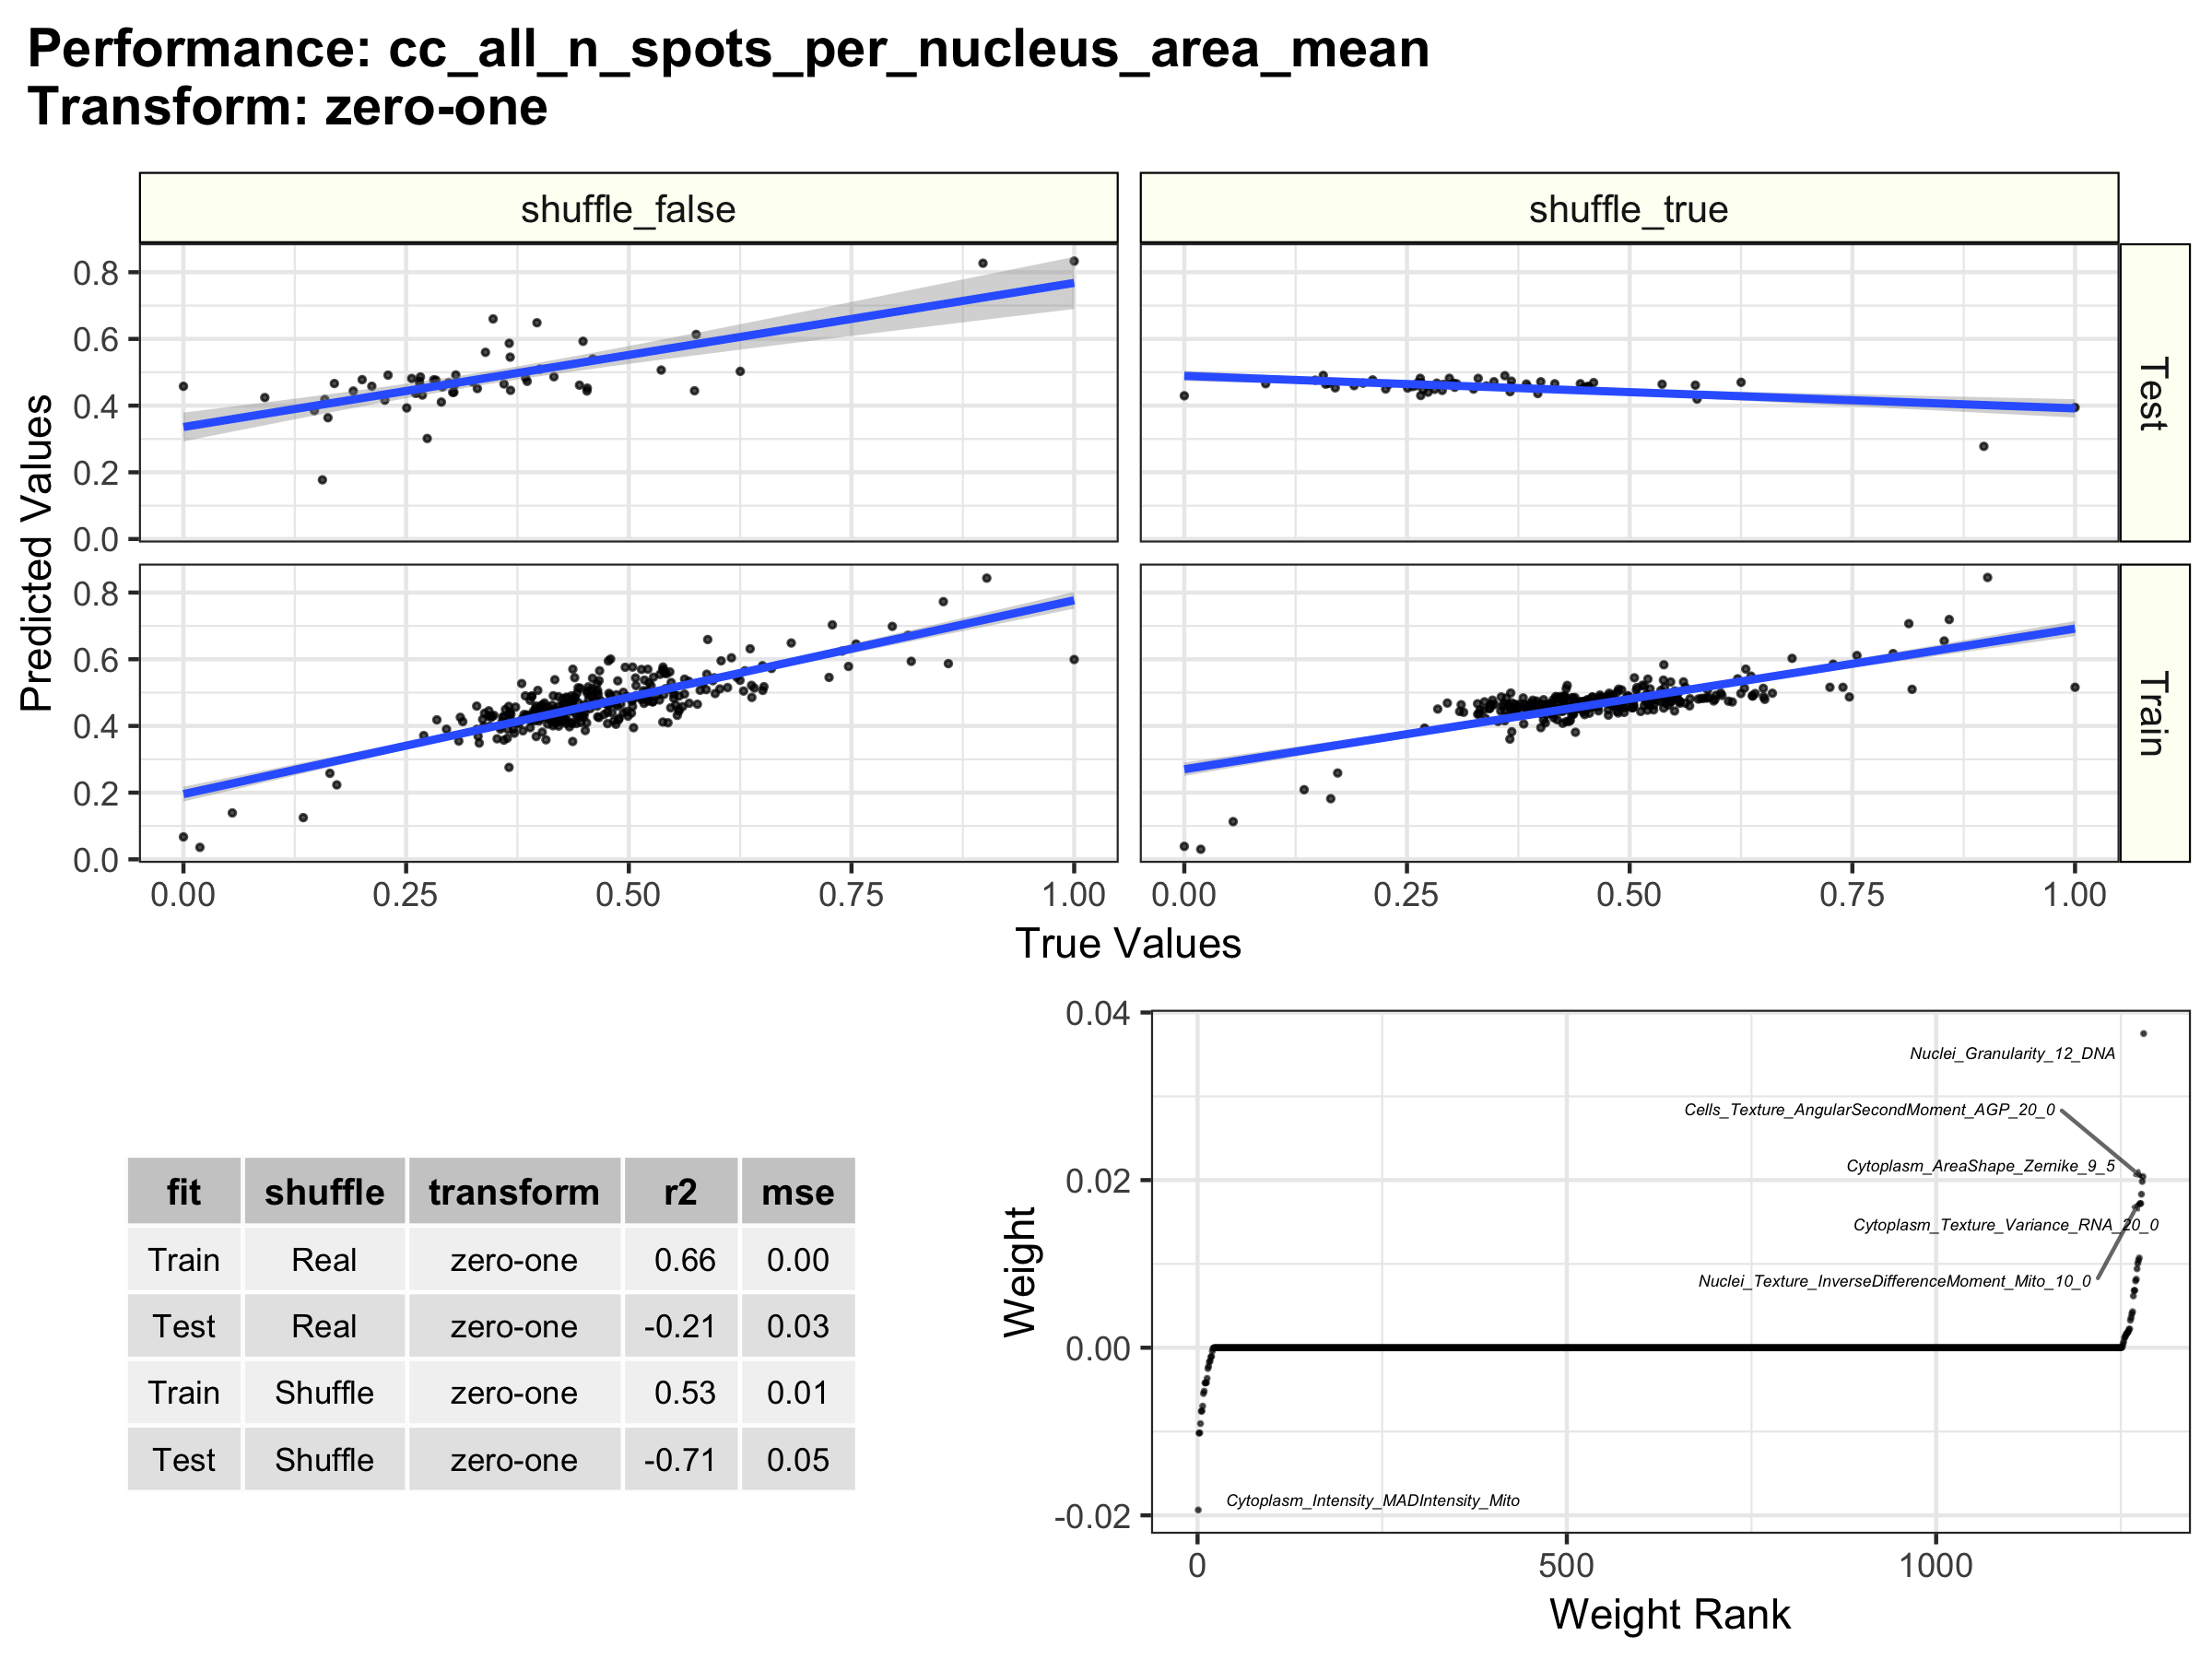 Performance: cc_all_n_spots_per_nucleus_area_mean
Transform: zero-one
shuffle_false
shuffle_true
Predicted Values
0.8
0.6
0.4
0.2
0.0
Test
0.8
0.6
0.4
0.2
0.0
Train
0.00
0.25
0.50
0.75
1.00
0.00
0.25
0.50
0.75
1.00
True Values
fit shuffle transform r2 mse
Train Real zero-one 0.66 0.00
Test Real zero-one -0.21 0.03
Train Shuffle zero-one 0.53 0.01
Test Shuffle zero-one -0.71 0.05
Weight
0.04
0.02
0.00
-0.02
Nuclei_Granularity_12_DNA
Cells_Texture_AngularSecondMoment_AGP_20_0
Cytoplasm_AreaShape_Zernike_9_5
Cytoplasm_Texture_Variance_RNA_20_0
Nuclei_Texture_InverseDifferenceMoment_Mito_10_0
Cytoplasm_Intensity_MADIntensity_Mito
0
500
1000
Weight Rank